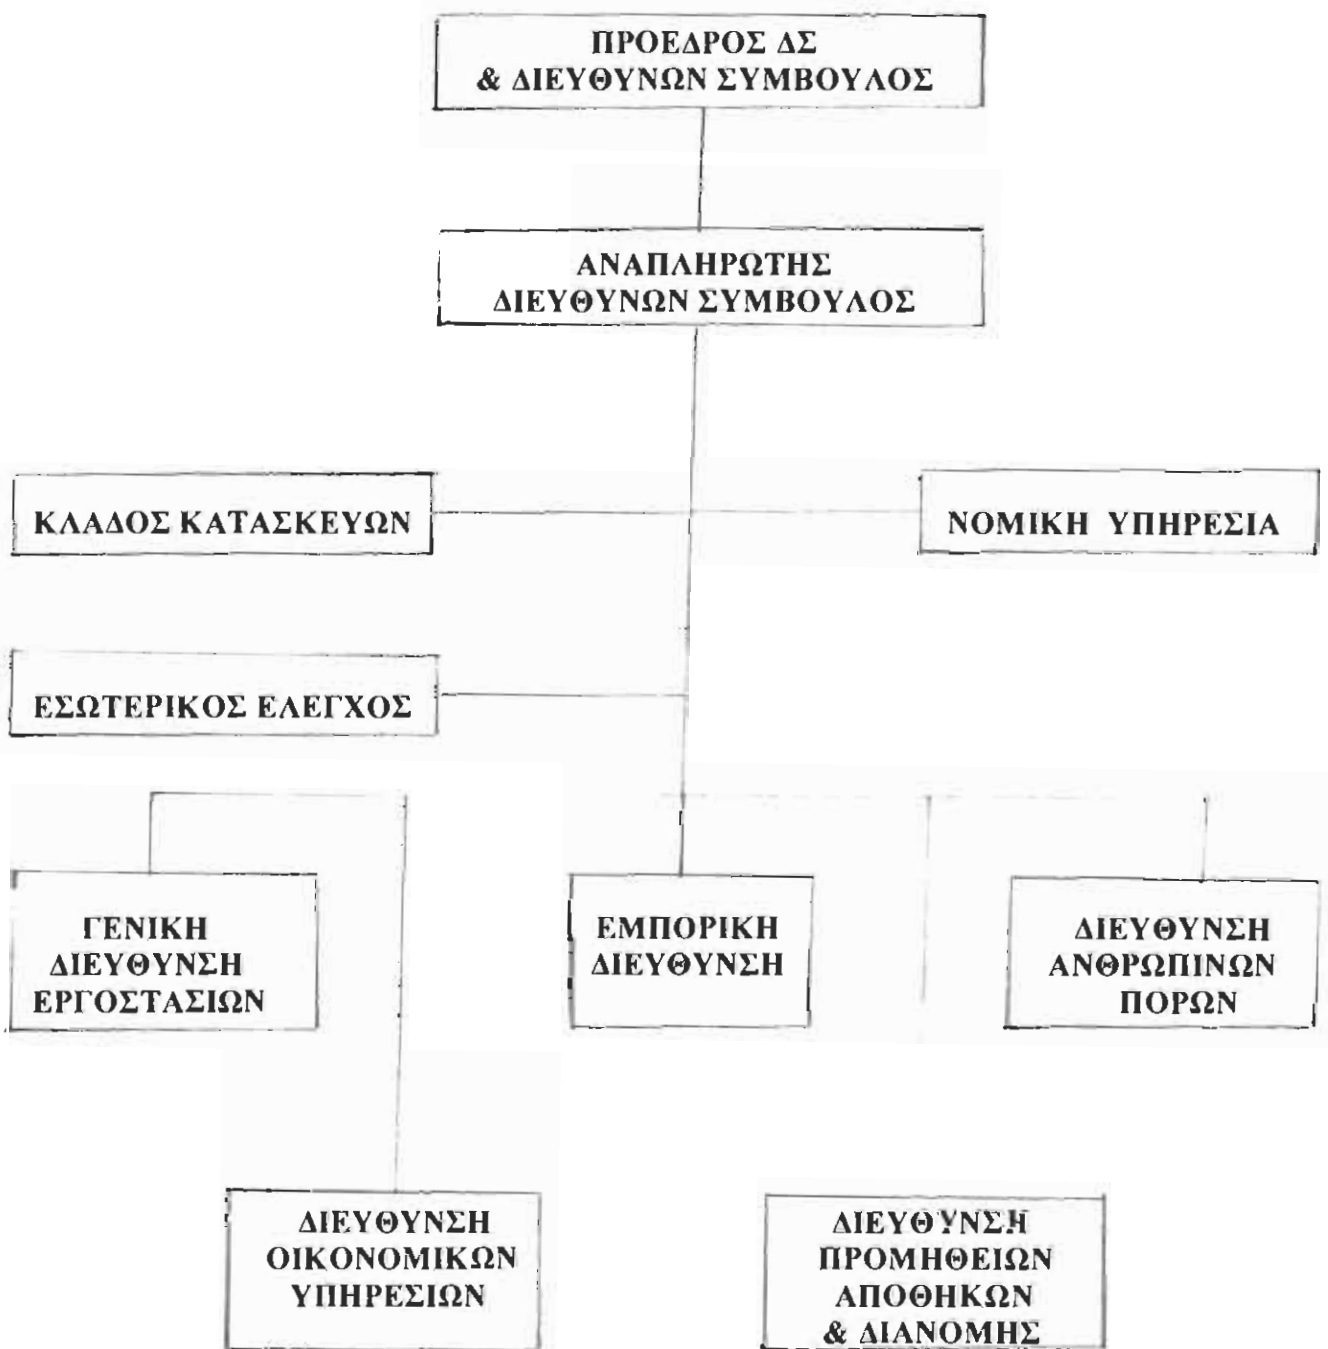 ΠΡΟΕΔΡΟΣ ΔΣ
& ΔΙΕΥΘΥΝΩΝ ΣΥΜΒΟΥΛΟΣ
ΑΝΑΠΛΗΡΩΤΗΣ
ΔΙΕΥΘΥΝΩΝ ΣΥΜΒΟΥΛΟΣ
ΚΛΑΔΟΣ ΚΑΤΑΣΚΕΥΩΝ
ΝΟΜΙΚΗ ΥΠΗΡΕΣΙΑ
ΕΣΩΤΕΡΙΚΟΣ ΕΛΕΓΧΟΣ
ΓΕΝΙΚΗ
ΔΙΕΥΘΥΝΣΗ
ΕΡΓΟΣΤΑΣΙΩΝ
ΕΜΠΟΡΙΚΗ
ΔΙΕΥΘΥΝΣΗ
ΔΙΕΥΘΥΝΣΗ
ΑΝΘΡΩΠΙΝΩΝ
ΠΟΡΩΝ
ΔΙΕΥΘΥΝΣΗ
ΟΙΚΟΝΟΜΙΚΩΝ
ΥΠΗΡΕΣΙΩΝ
ΔΙΕΥΘΥΝΣΗ
ΠΡΟΜΗΘΕΙΩΝ
ΑΠΟΘΗΚΩΝ
& ΔΙΑΝΟΜΗΣ